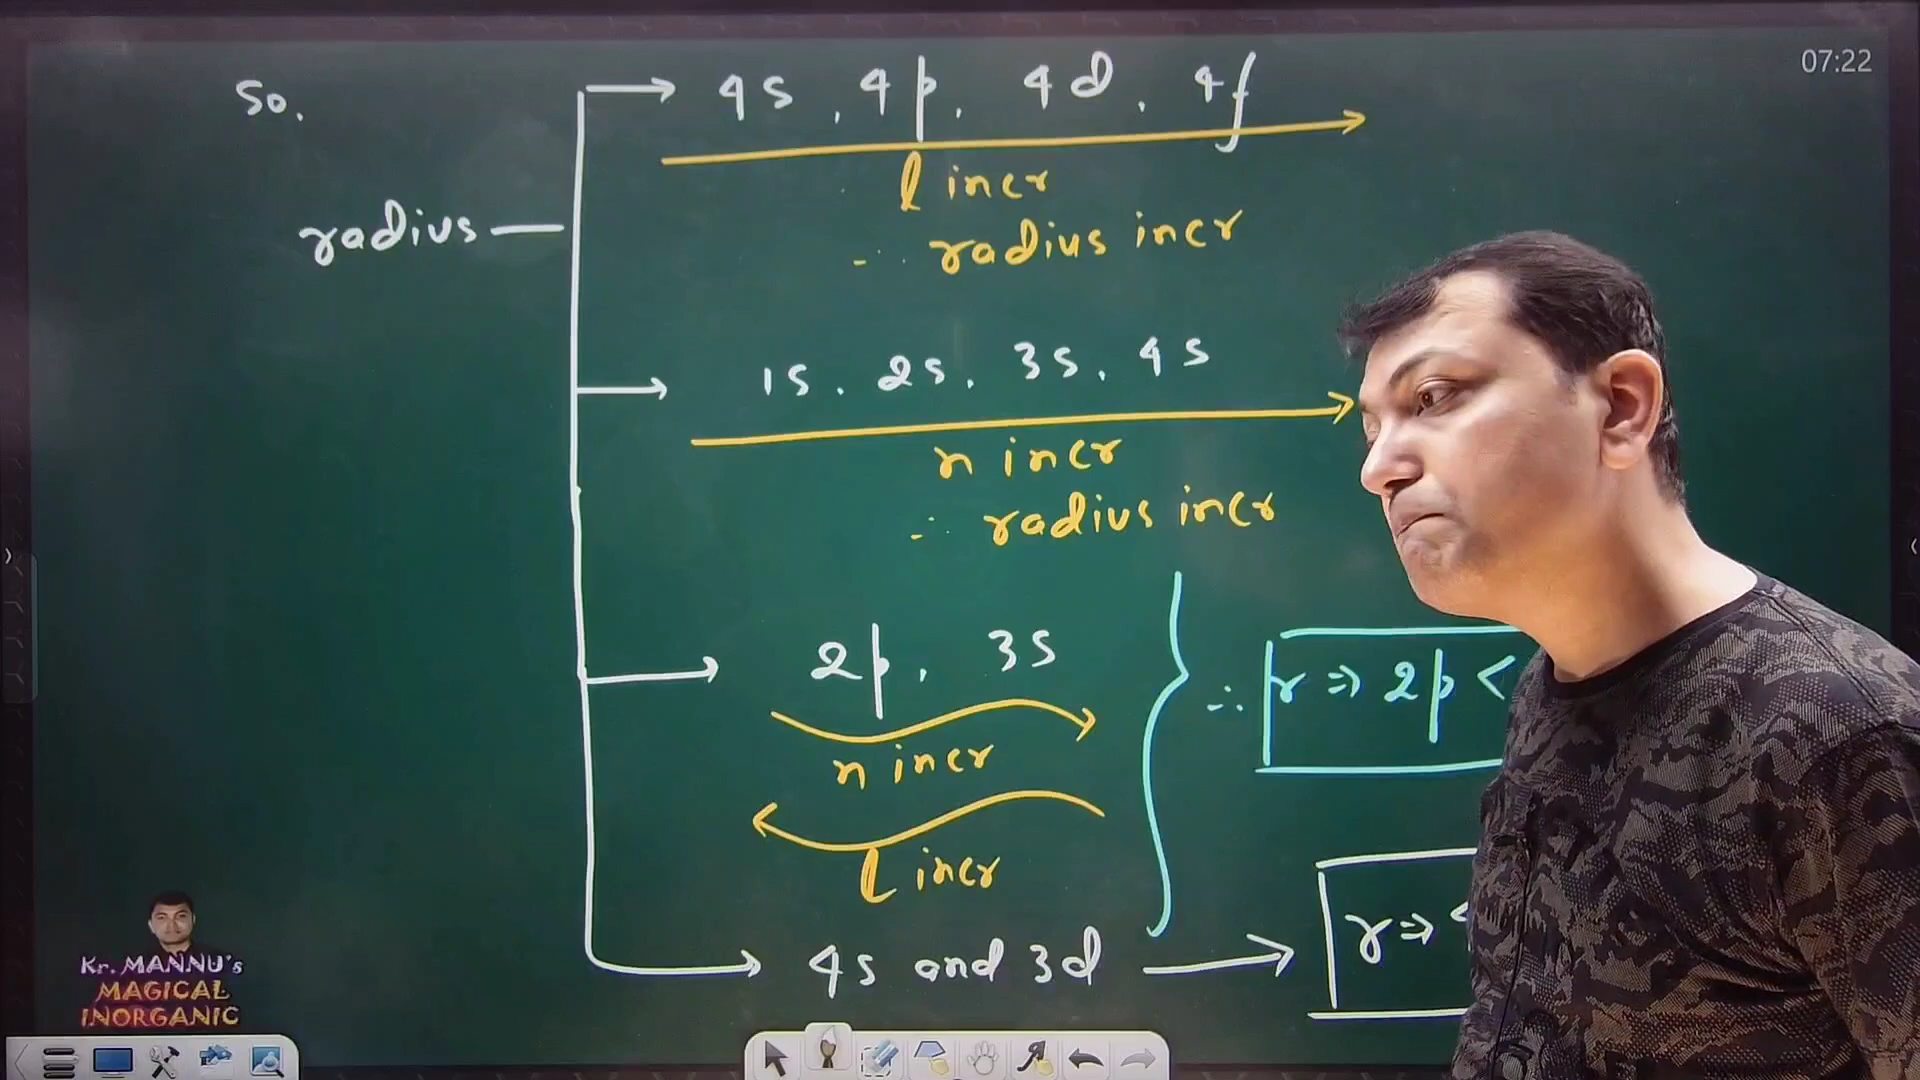 07:22
So.
4s, 4p, 4d, 4f
l incr
∴ radius incr
radius
1s, 2s, 3s, 4s
n incr
∴ radius incr
2p, 3s
n incr
l incr
∴ r ⇒ 2p <
4s and 3d
r ⇒
Kr. MANNU's
MAGICAL
INORGANIC